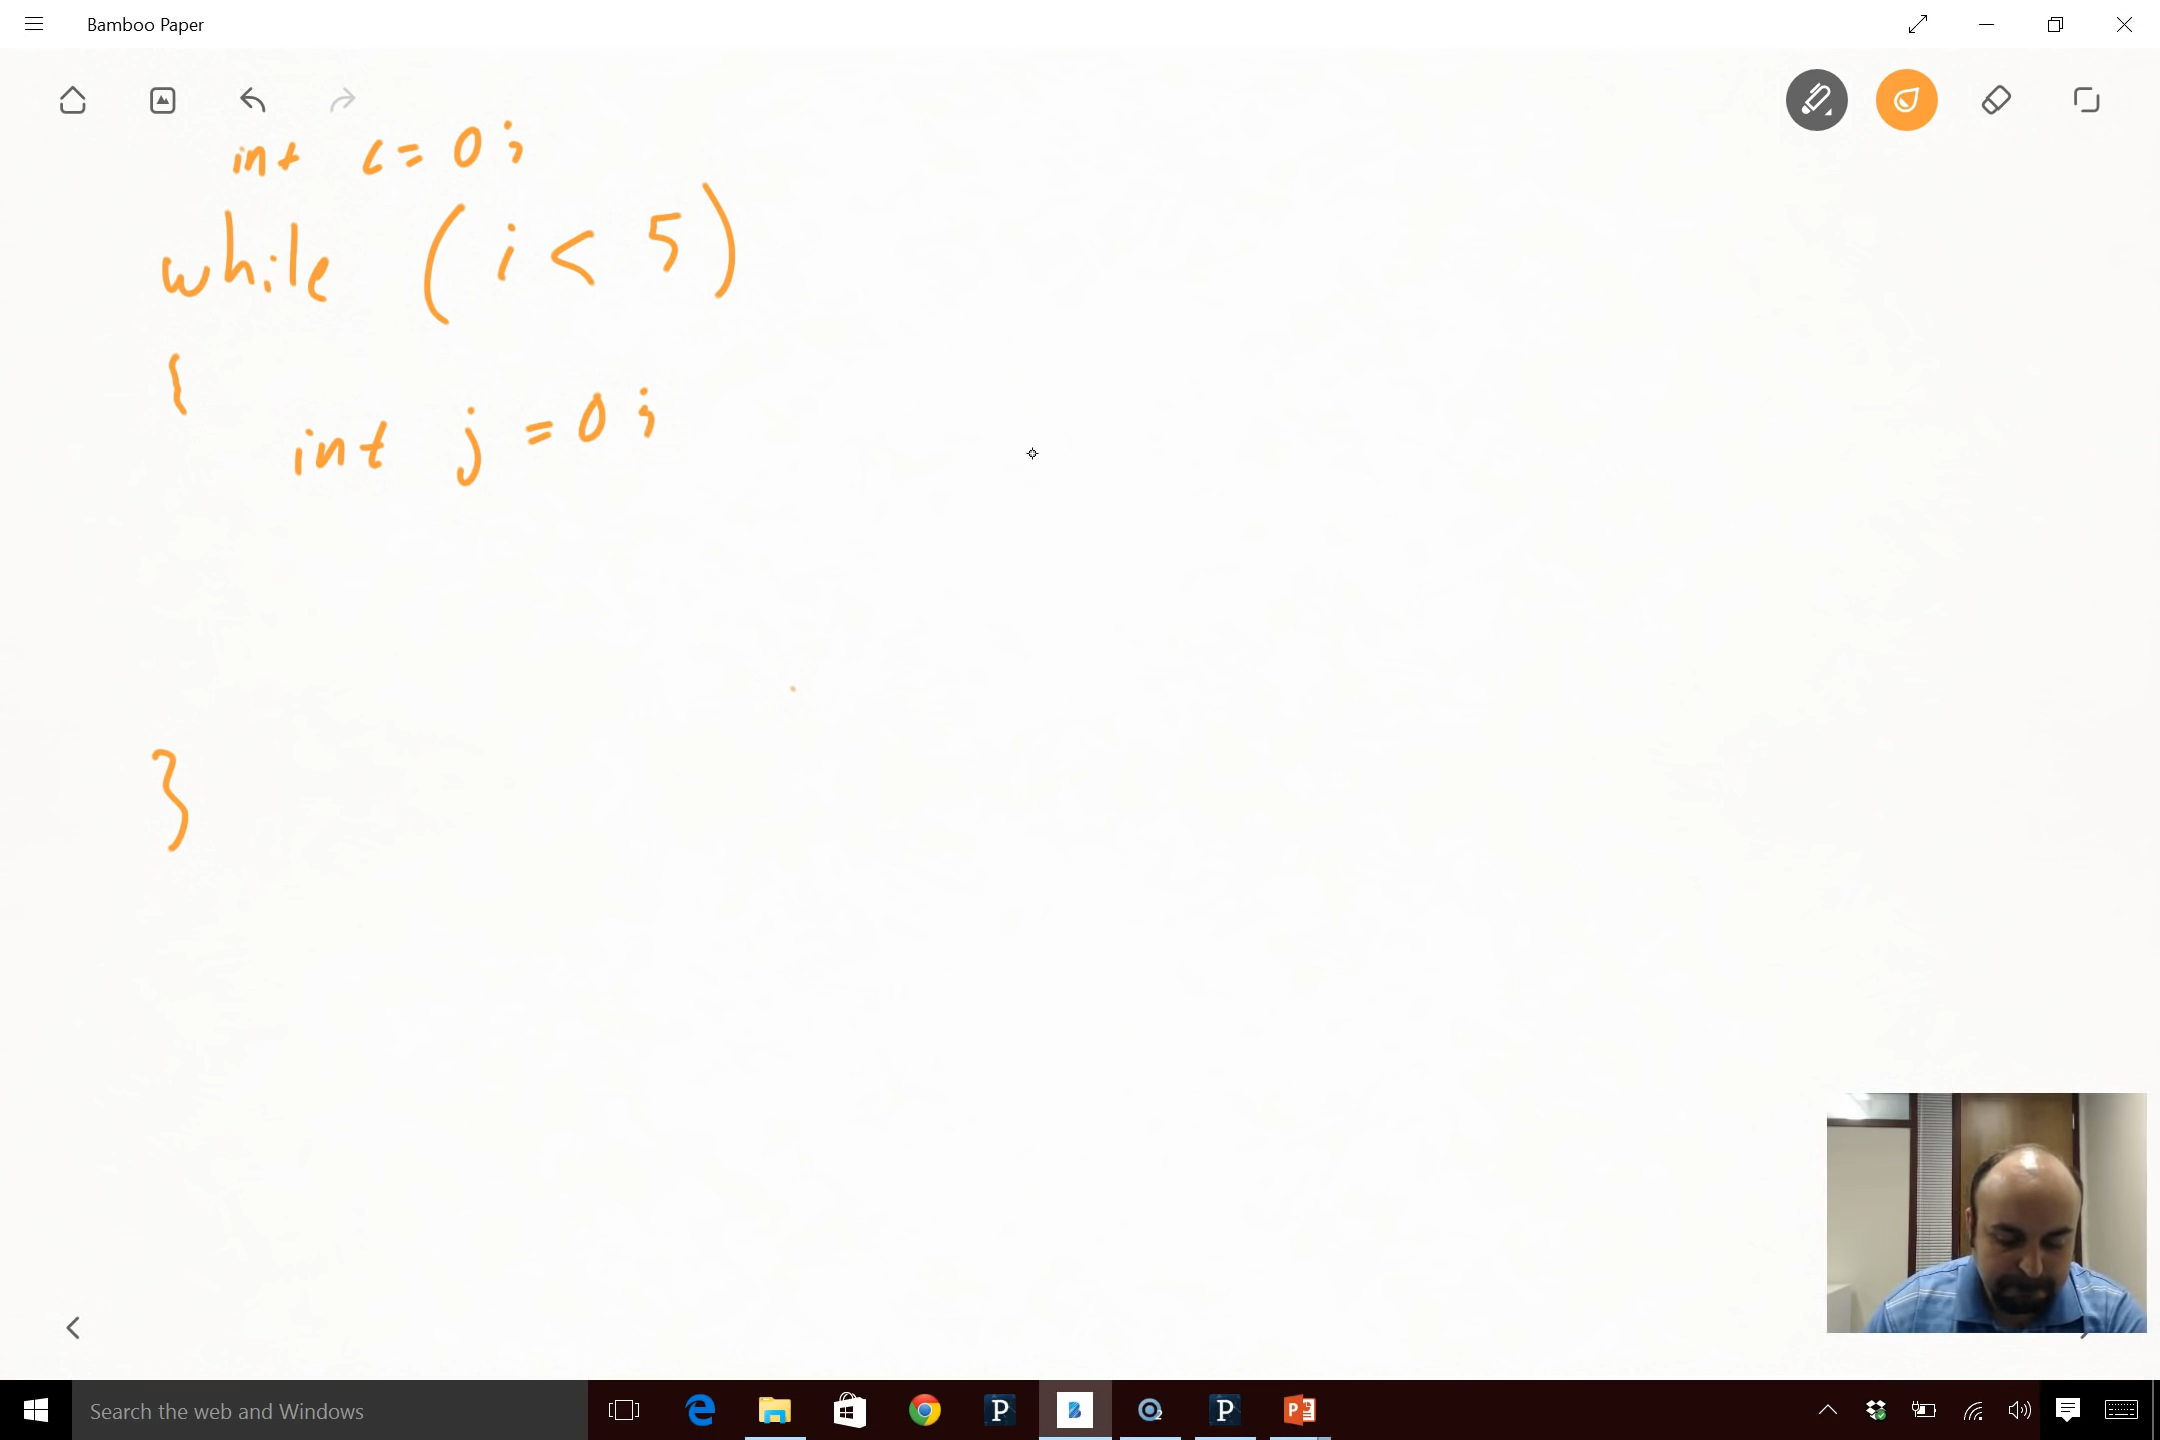 Bamboo Paper
int i = 0 ;
while ( i < 5 )
{
int j = 0 ;
}
Search the web and Windows